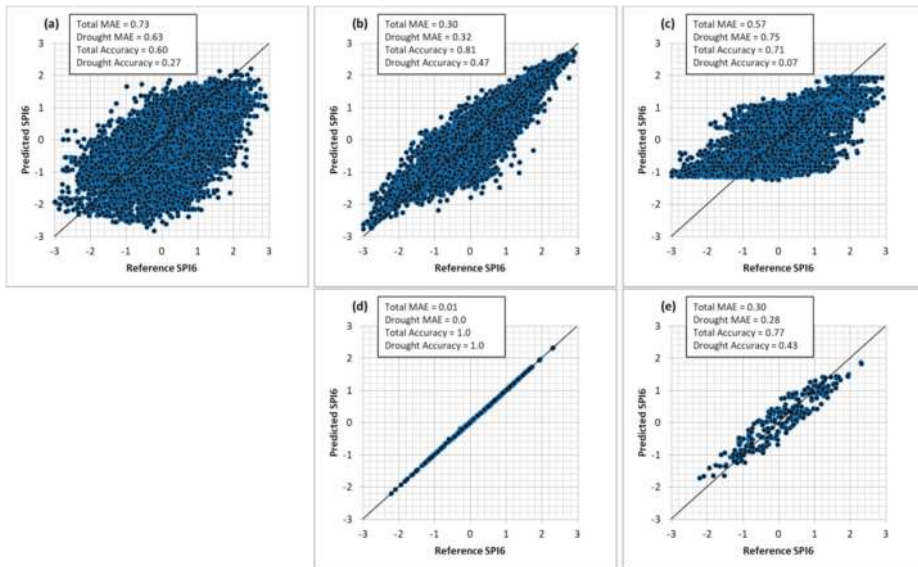 (a)
Total MAE = 0.73
Drought MAE = 0.63
Total Accuracy = 0.60
Drought Accuracy = 0.27
3
2
1
0
-1
-2
-3
Predicted SPI6
-3 -2 -1 0 1 2 3
Reference SPI6
(b)
Total MAE = 0.30
Drought MAE = 0.32
Total Accuracy = 0.81
Drought Accuracy = 0.47
3
2
1
0
-1
-2
-3
Predicted SPI6
-3 -2 -1 0 1 2 3
Reference SPI6
(c)
Total MAE = 0.57
Drought MAE = 0.75
Total Accuracy = 0.71
Drought Accuracy = 0.07
3
2
1
0
-1
-2
-3
Predicted SPI6
-3 -2 -1 0 1 2 3
Reference SPI6
(d)
Total MAE = 0.01
Drought MAE = 0.0
Total Accuracy = 1.0
Drought Accuracy = 1.0
3
2
1
0
-1
-2
-3
Predicted SPI6
-3 -2 -1 0 1 2 3
Reference SPI6
(e)
Total MAE = 0.30
Drought MAE = 0.28
Total Accuracy = 0.77
Drought Accuracy = 0.43
3
2
1
0
-1
-2
-3
Predicted SPI6
-3 -2 -1 0 1 2 3
Reference SPI6